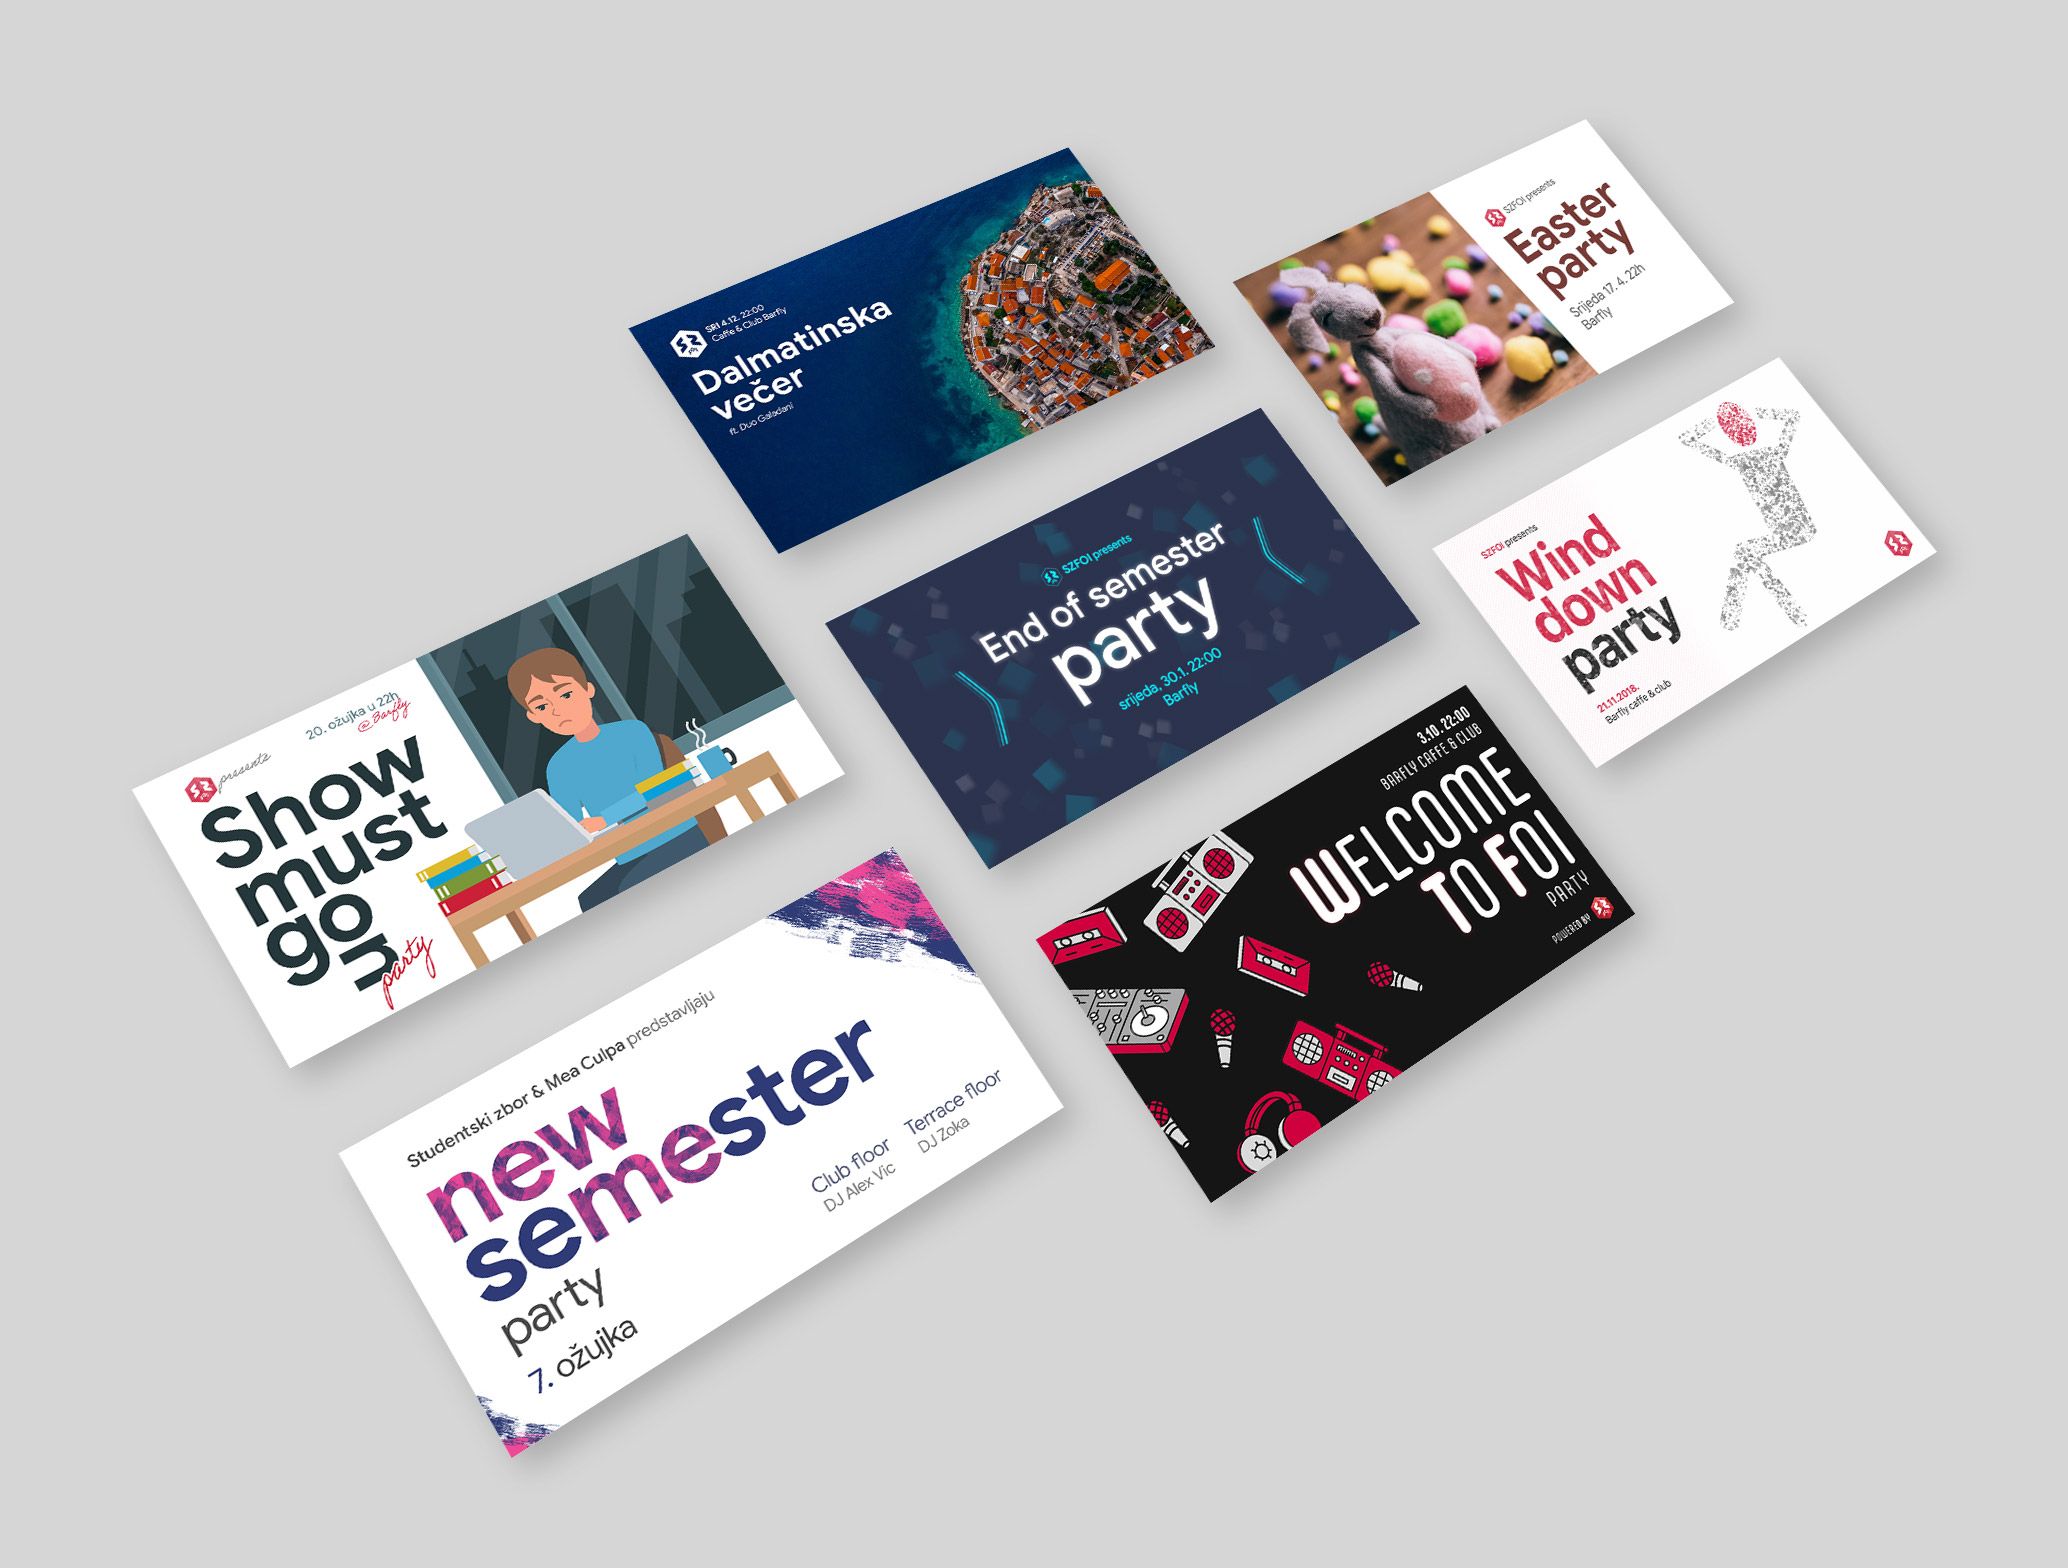 SRI 4.12. 22:00
Caffe & Club Barfly
Dalmatinska
večer
ft. Duo Galadani
SZFOI presents
Easter
party
Srijeda 17. 4. 22h
Barfly
SZFOI presents
End of semester
party
srijeda, 30.1. 22:00
Barfly
SZFOI presents
Wind
down
party
21.11.2018.
Barfly caffe & club
presents
20. ožujka u 22h
@Barfly
Show
must
go
n
party
3.10. 22:00
BARFLY CAFFE & CLUB
WELCOME
TO FOI
PARTY
POWERED BY
Studentski zbor & Mea Culpa predstavljaju
new
semester
party
7. ožujka
Club floor
DJ Alex Vic
Terrace floor
DJ Zoka